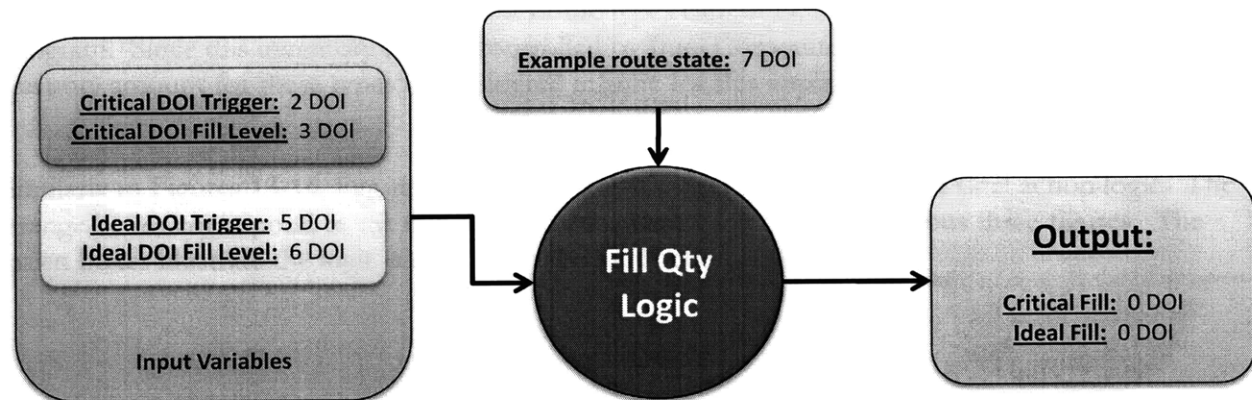 Critical DOI Trigger: 2 DOI
Critical DOI Fill Level: 3 DOI
Ideal DOI Trigger: 5 DOI
Ideal DOI Fill Level: 6 DOI
Input Variables
Example route state: 7 DOI
Fill Qty
Logic
Output:
Critical Fill: 0 DOI
Ideal Fill: 0 DOI